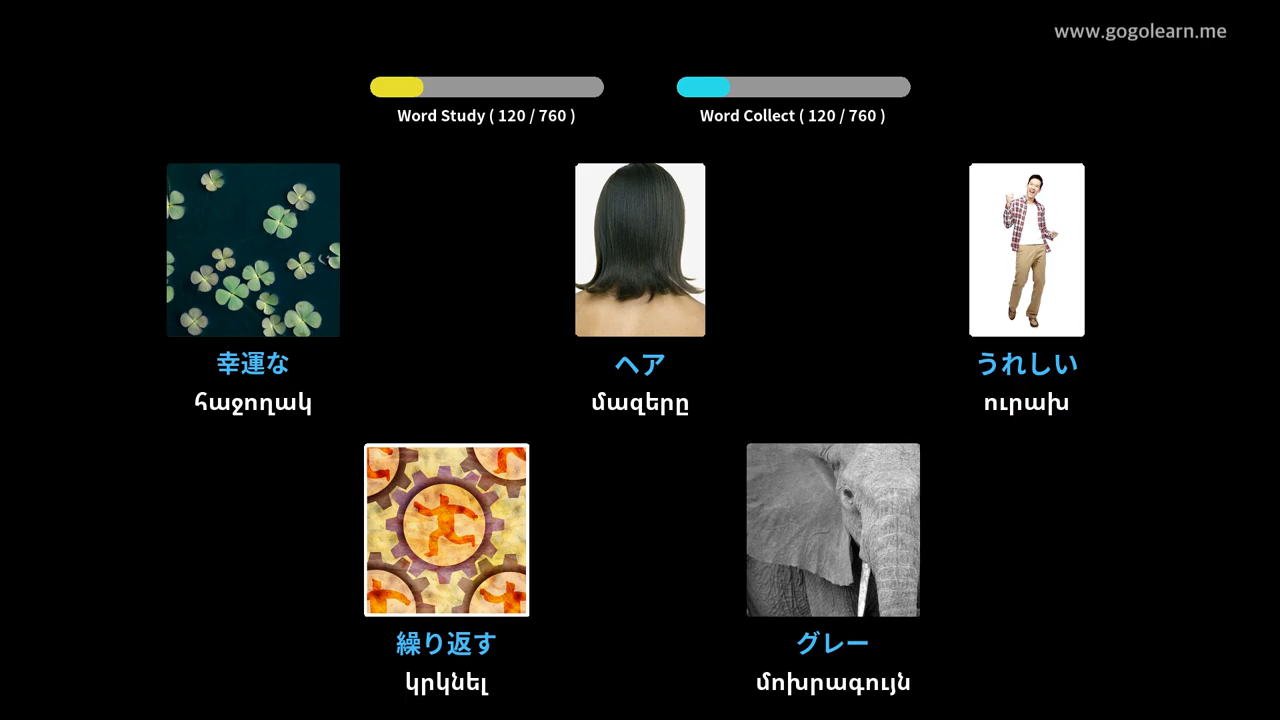 www.gogolearn.me
Word Study ( 120 / 760 )
Word Collect ( 120 / 760 )
幸運な
հաջողակ
ヘア
մազերը
うれしい
ուրախ
繰り返す
կրկնել
グレー
մոխրագույն